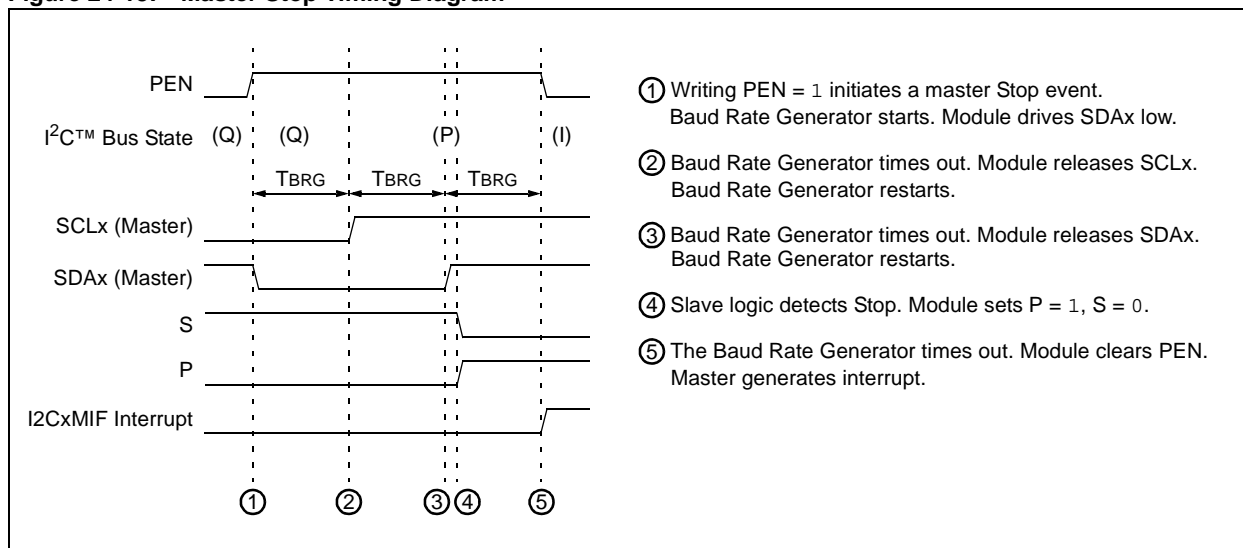 PEN
I2C™ Bus State (Q) (Q) (P) (I)
TBRG TBRG TBRG
SCLx (Master)
SDAx (Master)
S
P
I2CxMIF Interrupt
1 2 3 4 5
1 Writing PEN = 1 initiates a master Stop event.
Baud Rate Generator starts. Module drives SDAx low.
2 Baud Rate Generator times out. Module releases SCLx.
Baud Rate Generator restarts.
3 Baud Rate Generator times out. Module releases SDAx.
Baud Rate Generator restarts.
4 Slave logic detects Stop. Module sets P = 1, S = 0.
5 The Baud Rate Generator times out. Module clears PEN.
Master generates interrupt.